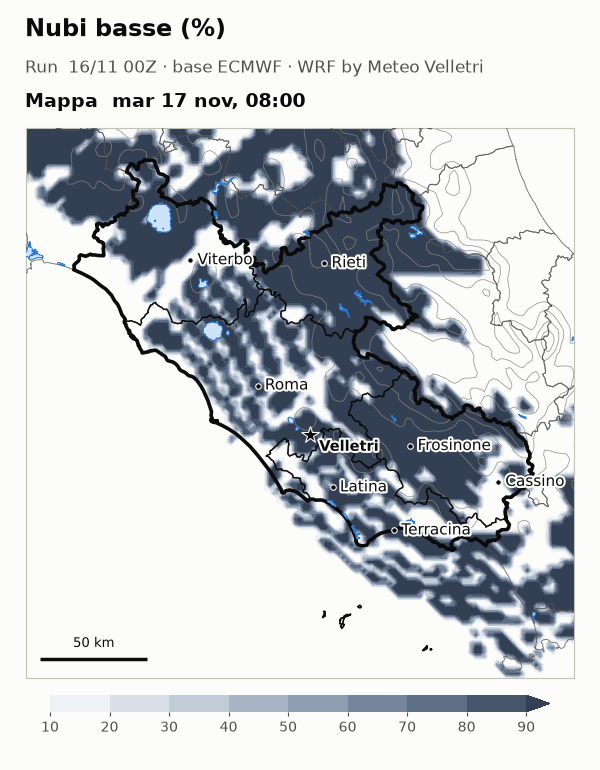 Nubi basse (%)
Run 16/11 00Z · base ECMWF · WRF by Meteo Velletri
Mappa mar 17 nov, 08:00
Viterbo
Rieti
Roma
Velletri
Frosinone
Cassino
Latina
Terracina
50 km
10 20 30 40 50 60 70 80 90